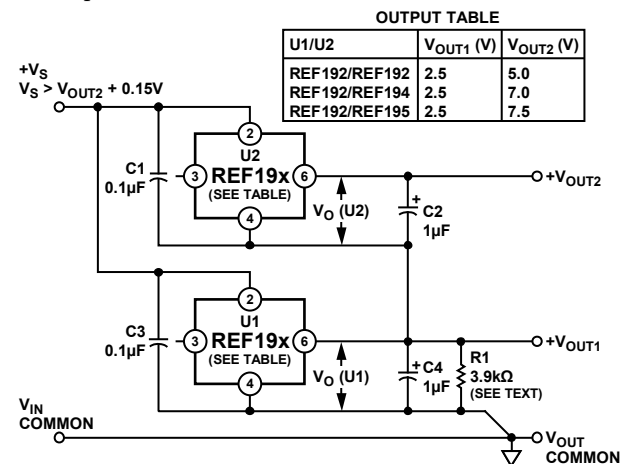 OUTPUT TABLE
U1/U2 VOUT1 (V) VOUT2 (V)
REF192/REF192 2.5 5.0
REF192/REF194 2.5 7.0
REF192/REF195 2.5 7.5
+VS
VS > VOUT2 + 0.15V
2
U2
C1
0.1µF
3 REF19x 6
(SEE TABLE)
4
VO (U2)
+
C2
1µF
+VOUT2
2
U1
C3
0.1µF
3 REF19x 6
(SEE TABLE)
4
VO (U1)
+
C4
1µF
R1
3.9kΩ
(SEE TEXT)
+VOUT1
VIN
COMMON
VOUT
COMMON